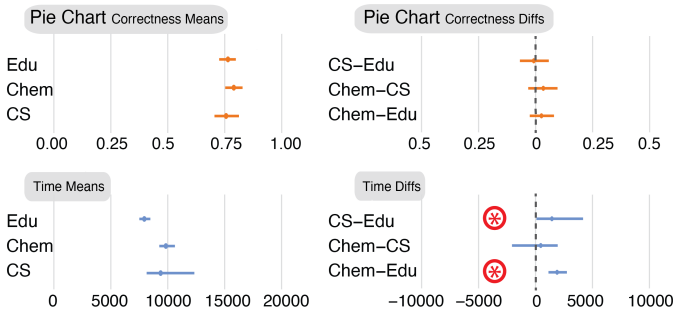 Pie Chart Correctness Means
Edu
Chem
CS
0.00 0.25 0.5 0.75 1.00
Pie Chart Correctness Diffs
CS–Edu
Chem–CS
Chem–Edu
0.5 0.25 0 0.25 0.5
Time Means
Edu
Chem
CS
0 5000 10000 15000 20000
Time Diffs
CS–Edu *
Chem–CS
Chem–Edu *
−10000 −5000 0 5000 10000